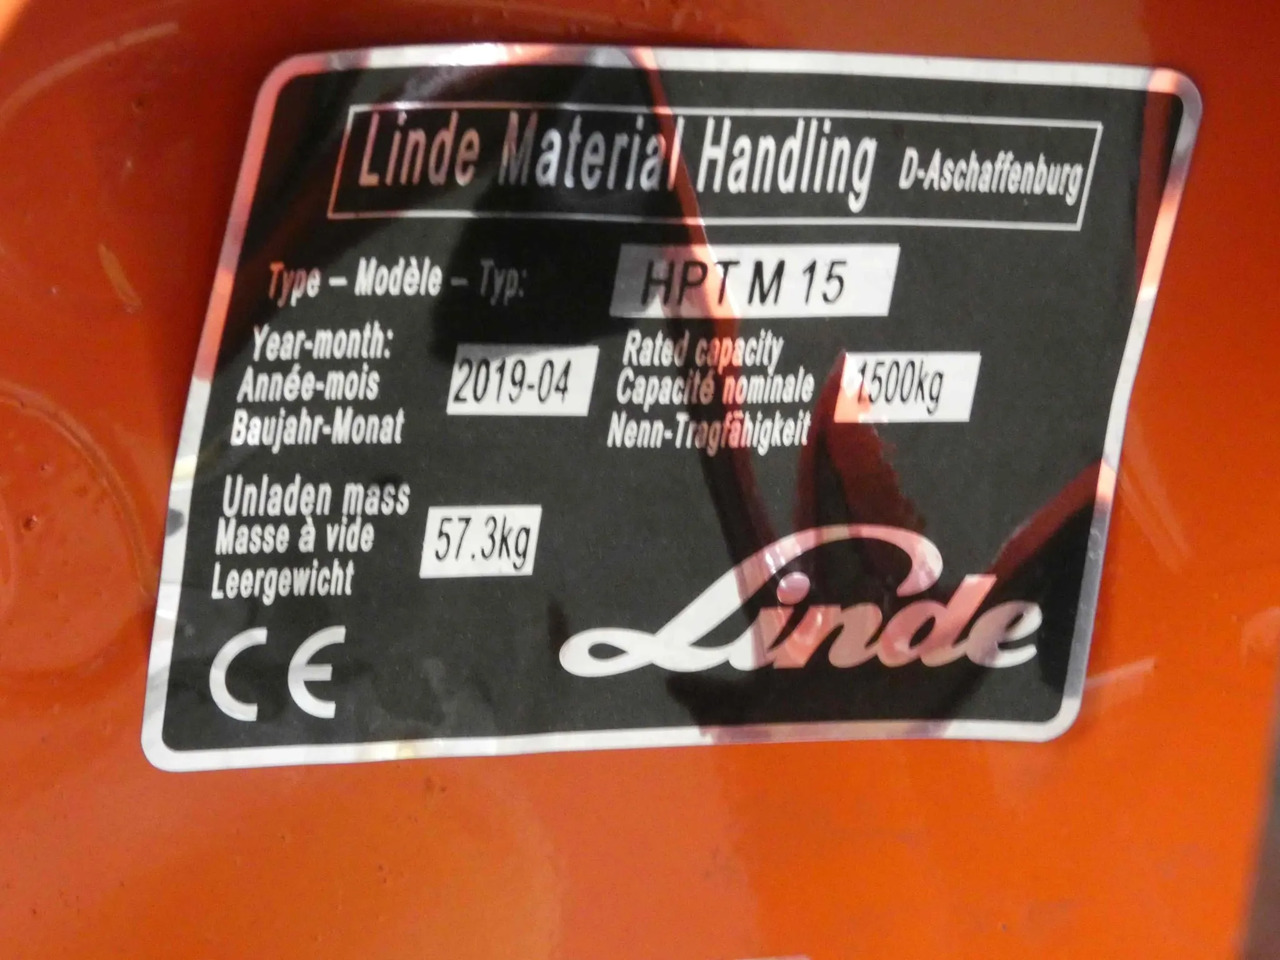 Linde Material Handling D-Aschaffenburg
Type – Modèle – Typ: HPT M 15
Year-month:
Année-mois 2019-04
Baujahr-Monat
Rated capacity
Capacité nominale 1500kg
Nenn-Tragfähigkeit
Unladen mass
Masse à vide 57.3kg
Leergewicht
CE
Linde